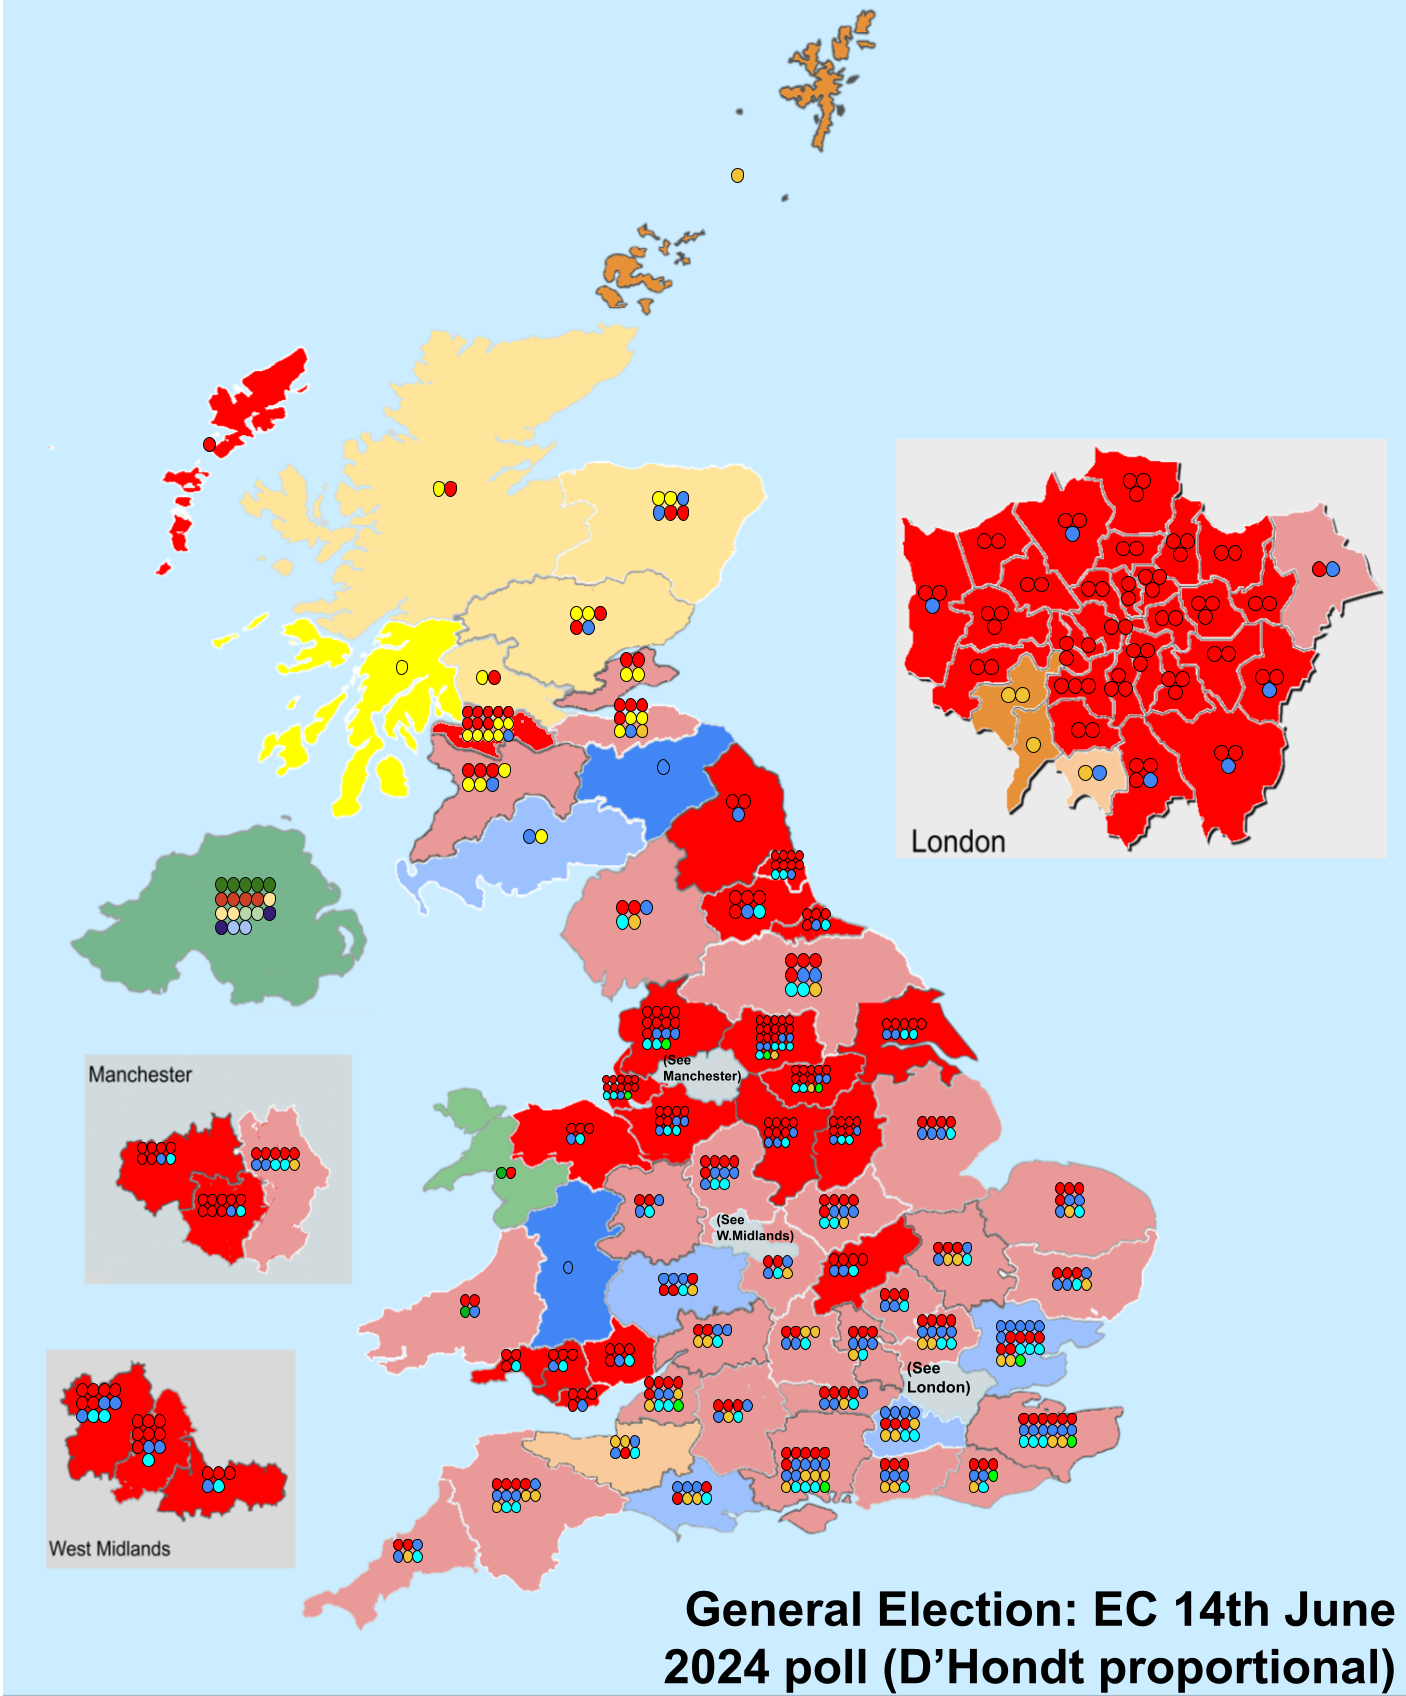 London
(See
Manchester)
Manchester
(See
W.Midlands)
(See
London)
West Midlands
General Election: EC 14th June
2024 poll (D’Hondt proportional)